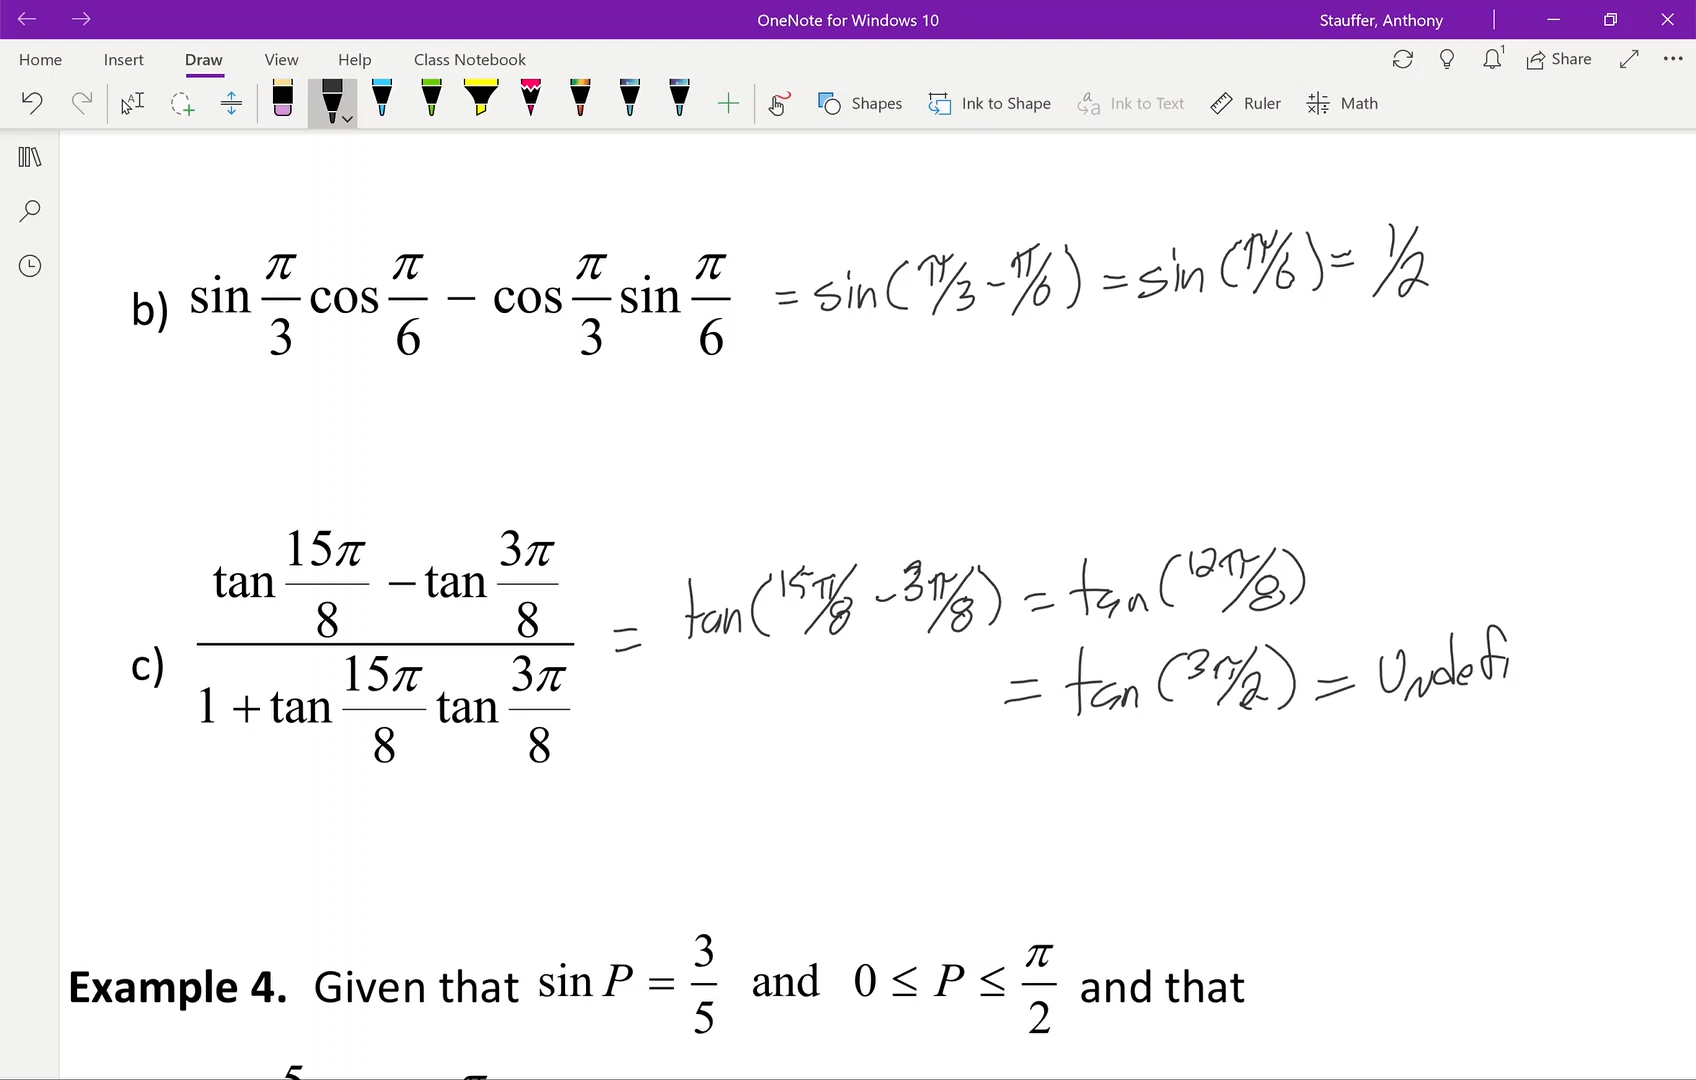 OneNote for Windows 10
Stauffer, Anthony
Home Insert Draw View Help Class Notebook
1 Share
Shapes Ink to Shape Ink to Text Ruler Math
b) sin π/3 cos π/6 − cos π/3 sin π/6 = sin(π/3 - π/6) = sin(π/6) = 1/2
c) (tan 15π/8 − tan 3π/8)/(1 + tan 15π/8 tan 3π/8) = tan(15π/8 - 3π/8) = tan(12π/8)
= tan(3π/2) = Undefi
Example 4. Given that sin P = 3/5 and 0 ≤ P ≤ π/2 and that